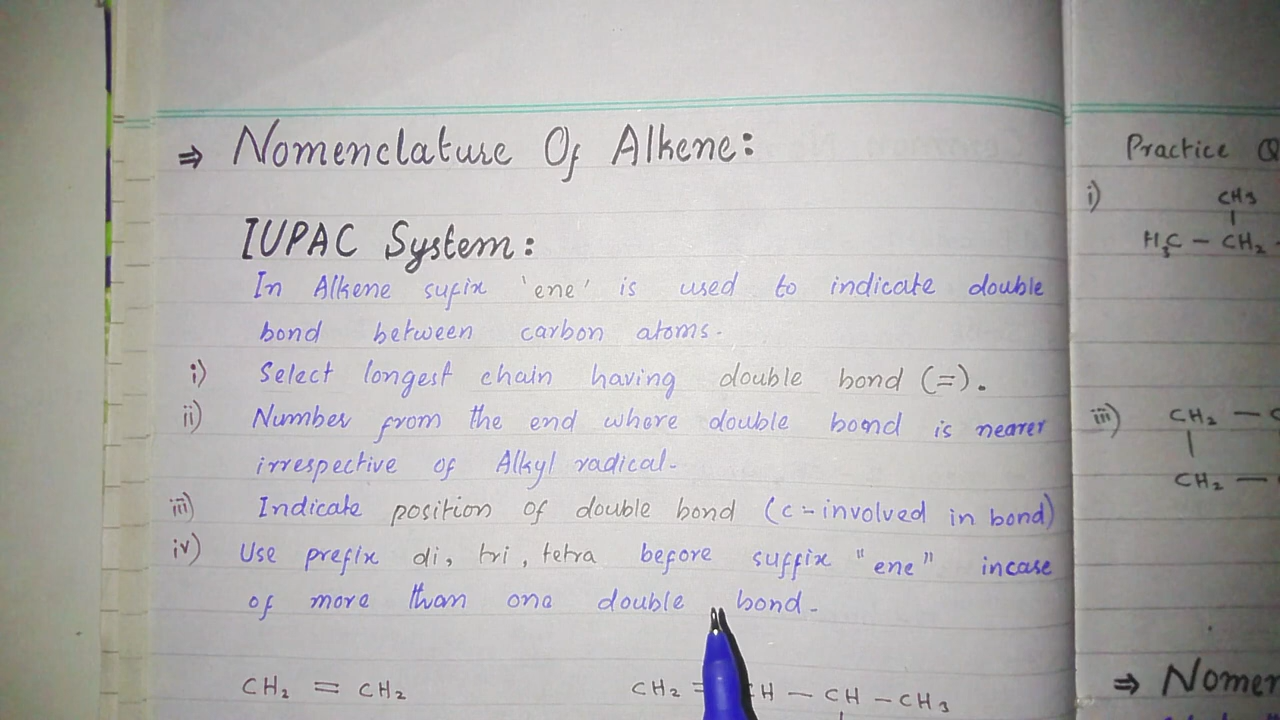 ⇒ Nomenclature Of Alkene:
IUPAC System:
In Alkene sufix 'ene' is used to indicate double
bond between carbon atoms.
i) Select longest chain having double bond (=).
ii) Number from the end where double bond is nearer
irrespective of Alkyl radical.
iii) Indicate position of double bond (c-involved in bond)
iv) Use prefix di, tri, tetra before suffix "ene" incase
of more than one double bond.
CH₂ = CH₂
CH₂ = CH — CH — CH₃
Practice Q
i) CH₃
H₃C — CH₂ —
iii) CH₂ — C
CH₂ —
⇒ Nomen